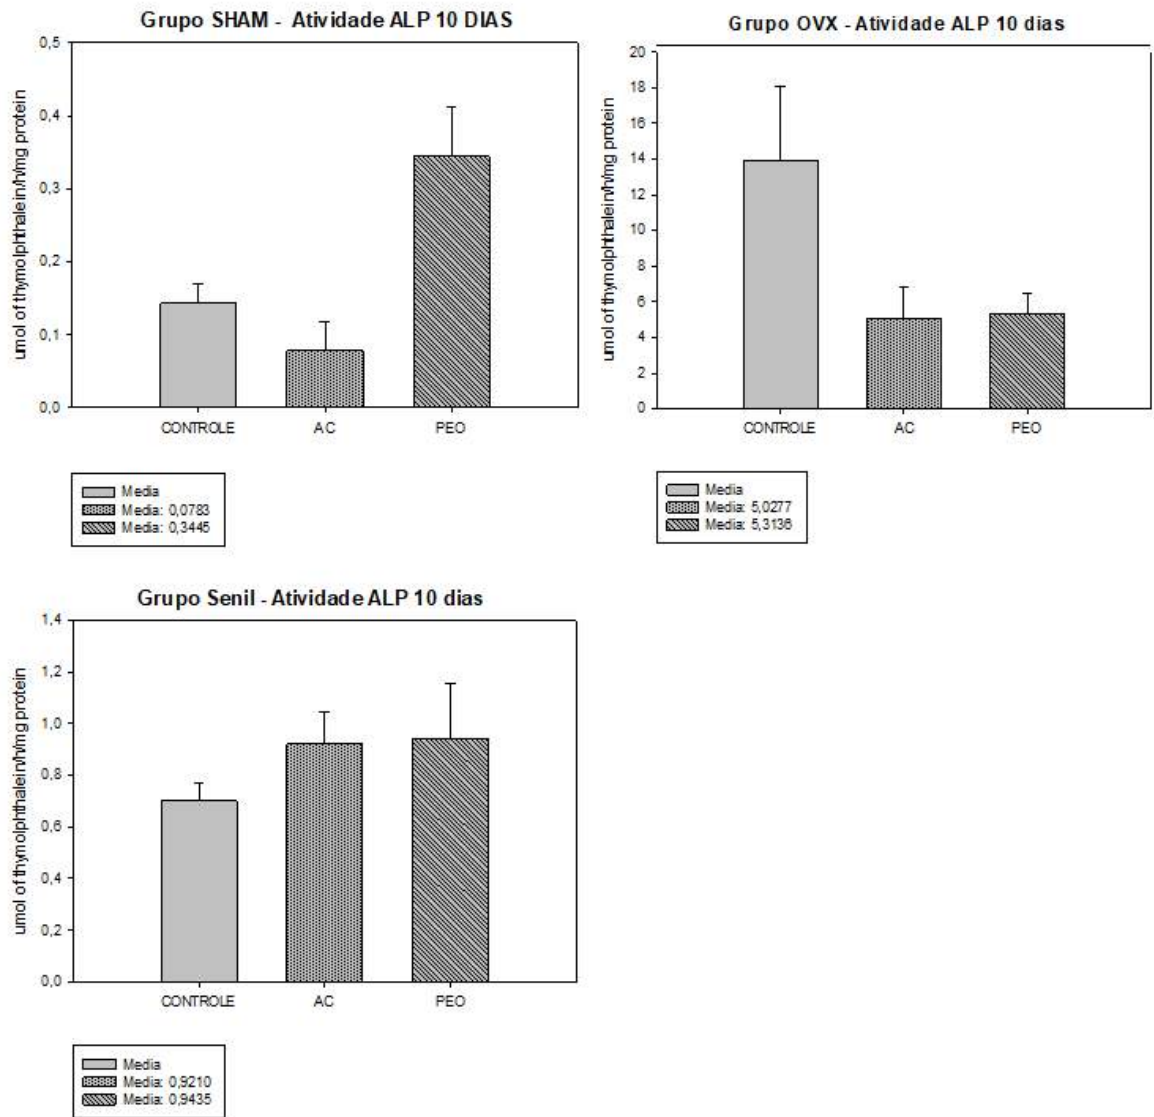 Grupo SHAM - Atividade ALP 10 DIAS
umol of thymolphthalein/h/mg protein
0,5
0,4
0,3
0,2
0,1
0,0
CONTROLE AC PEO
Media
Media: 0,0783
Media: 0,3445
Grupo OVX - Atividade ALP 10 dias
umol of thymolphthalein/h/mg protein
20
18
16
14
12
10
8
6
4
2
0
CONTROLE AC PEO
Media
Media: 5,0277
Media: 5,3136
Grupo Senil - Atividade ALP 10 dias
umol of thymolphthalein/h/mg protein
1,4
1,2
1,0
0,8
0,6
0,4
0,2
0,0
CONTROLE AC PEO
Media
Media: 0,9210
Media: 0,9435